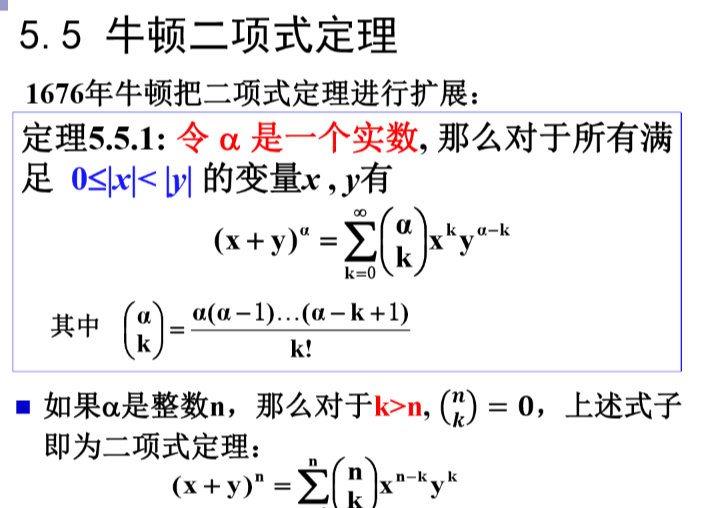 5.5 牛顿二项式定理
1676年牛顿把二项式定理进行扩展：
定理5.5.1: 令 α 是一个实数, 那么对于所有满
足 0≤|x|< |y| 的变量x , y有
(x + y)^α = ∑_{k=0}^{∞} (α k) x^k y^{α−k}
其中 (α k) = α(α−1)…(α−k+1) / k!
■ 如果α是整数n，那么对于k>n, (n k) = 0，上述式子
即为二项式定理：
(x + y)^n = ∑^{n} (n k) x^{n−k} y^k